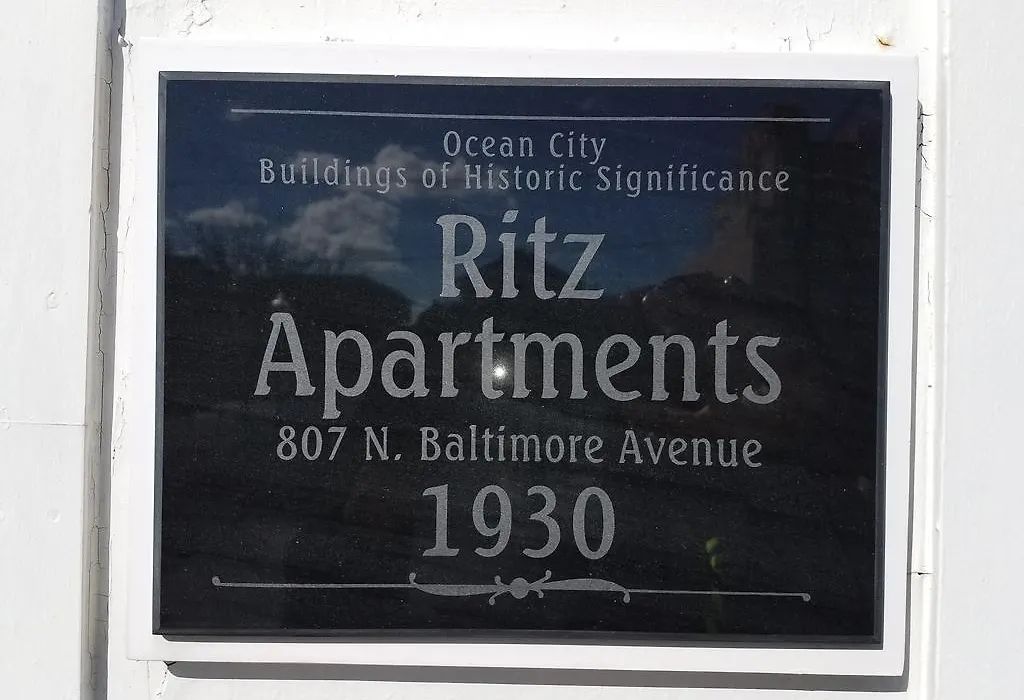 Ocean City
Buildings of Historic Significance
Ritz
Apartments
807 N. Baltimore Avenue
1930